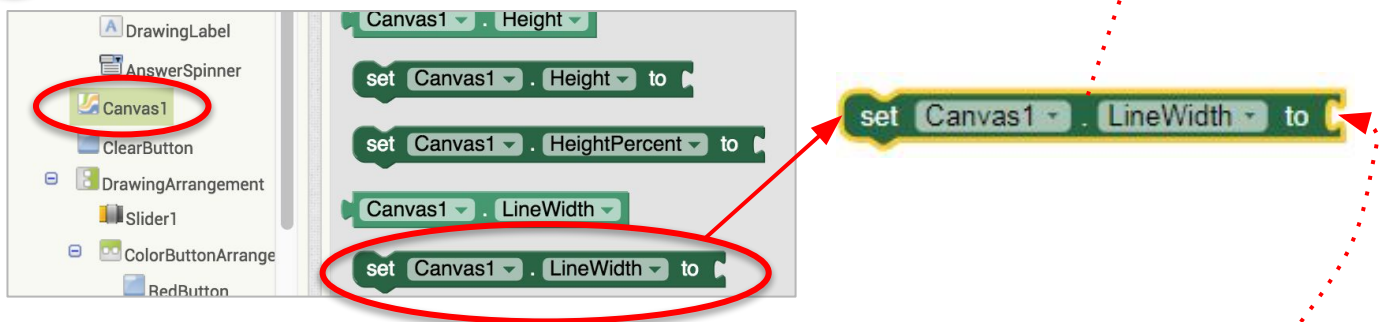 DrawingLabel
AnswerSpinner
Canvas1
ClearButton
DrawingArrangement
Slider1
ColorButtonArrange
RedButton
Canvas1 . Height
set Canvas1 . Height to
set Canvas1 . HeightPercent to
Canvas1 . LineWidth
set Canvas1 . LineWidth to
set Canvas1 . LineWidth to